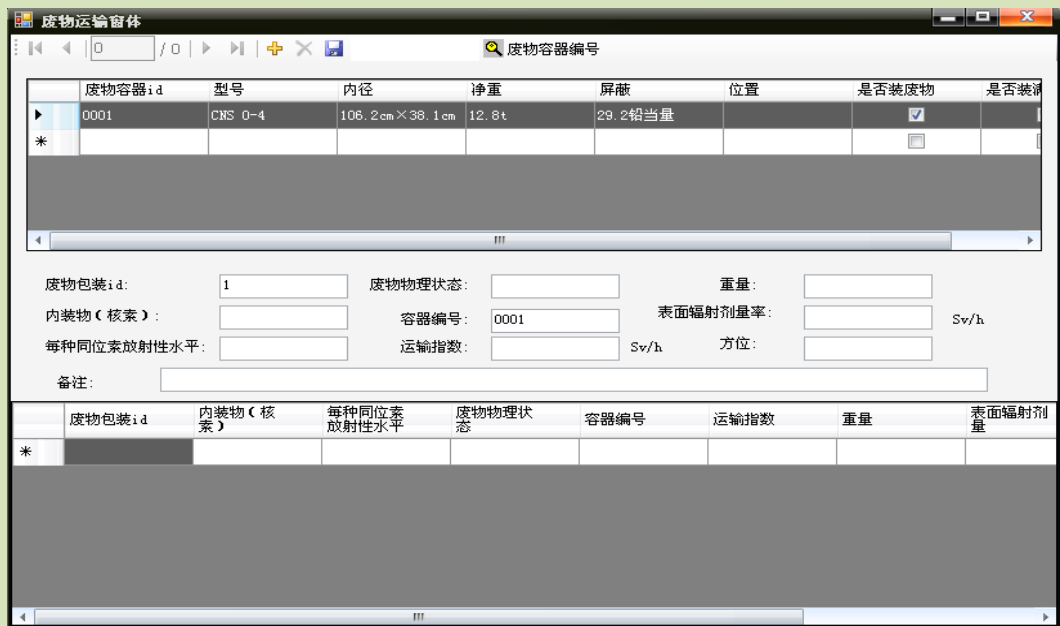 废物运输窗体
0 / 0 废物容器编号
废物容器id 型号 内径 净重 屏蔽 位置 是否装废物 是否装
0001 CNS 0-4 106.2cm×38.1cm 12.8t 29.2铅当量
废物包装id: 1 废物物理状态: 重量:
内装物(核素): 容器编号: 0001 表面辐射剂量率: Sv/h
每种同位素放射性水平: 运输指数: Sv/h 方位:
备注:
废物包装id 内装物(核素) 每种同位素放射性水平 废物物理状态 容器编号 运输指数 重量 表面辐射剂量